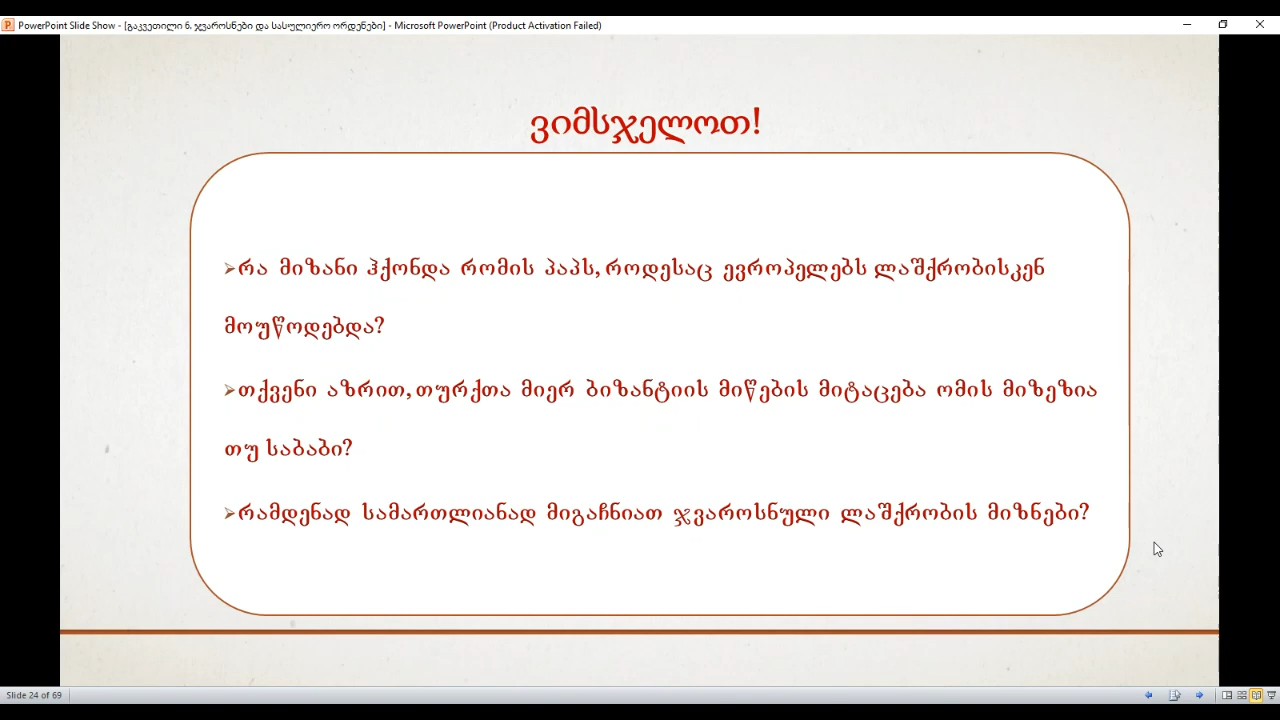 PowerPoint Slide Show - [გაკვეთილი 6. ჯვაროსნები და სასულიერო ორდენები] - Microsoft PowerPoint (Product Activation Failed)
ვიმსჯელოთ!
➢რა მიზანი ჰქონდა რომის პაპს, როდესაც ევროპელებს ლაშქრობისკენ
მოუწოდებდა?
➢თქვენი აზრით, თურქთა მიერ ბიზანტიის მიწების მიტაცება ომის მიზეზია
თუ საბაბი?
➢რამდენად სამართლიანად მიგაჩნიათ ჯვაროსნული ლაშქრობის მიზნები?
Slide 24 of 69